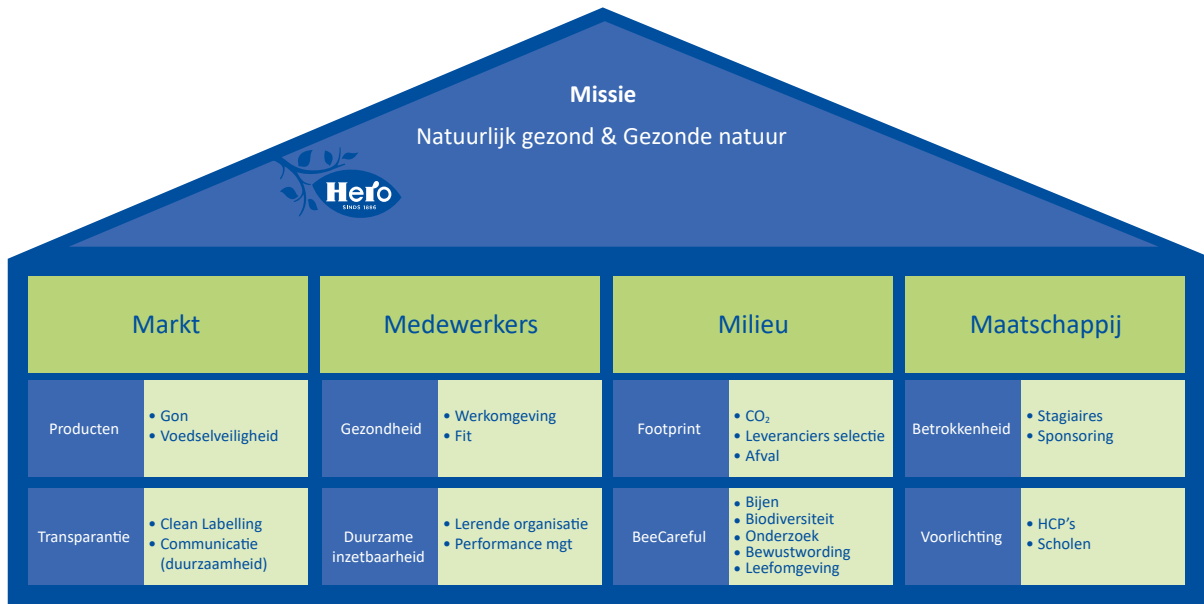 Missie
Natuurlijk gezond & Gezonde natuur
Hero
SINDS 1886
Markt
Medewerkers
Milieu
Maatschappij
Producten
• Gon
• Voedselveiligheid
Gezondheid
• Werkomgeving
• Fit
Footprint
• CO₂
• Leveranciers selectie
• Afval
Betrokkenheid
• Stagiaires
• Sponsoring
Transparantie
• Clean Labelling
• Communicatie
(duurzaamheid)
Duurzame
inzetbaarheid
• Lerende organisatie
• Performance mgt
BeeCareful
• Bijen
• Biodiversiteit
• Onderzoek
• Bewustwording
• Leefomgeving
Voorlichting
• HCP's
• Scholen